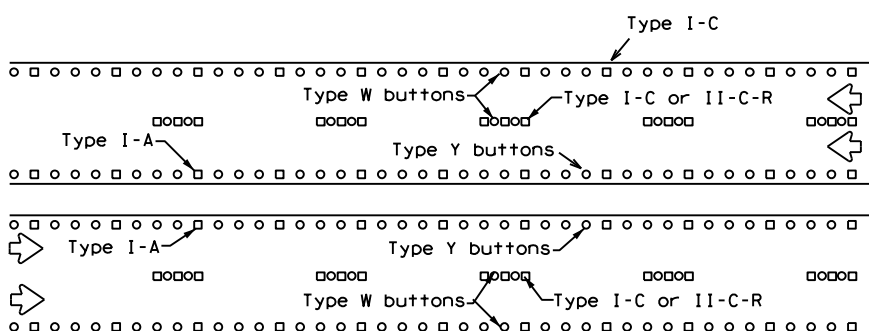 Type I-C
Type W buttons
Type I-C or II-C-R
Type I-A
Type Y buttons
Type I-A
Type Y buttons
Type W buttons
Type I-C or II-C-R